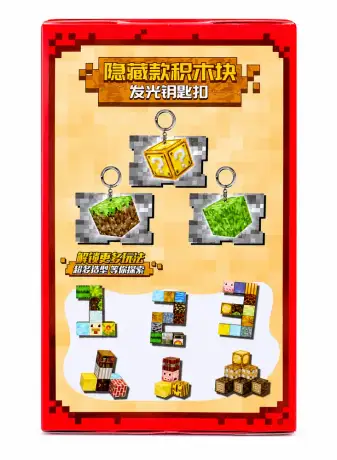 隐藏款积木块
发光钥匙扣
解锁更多玩法
超多造型 等你探索